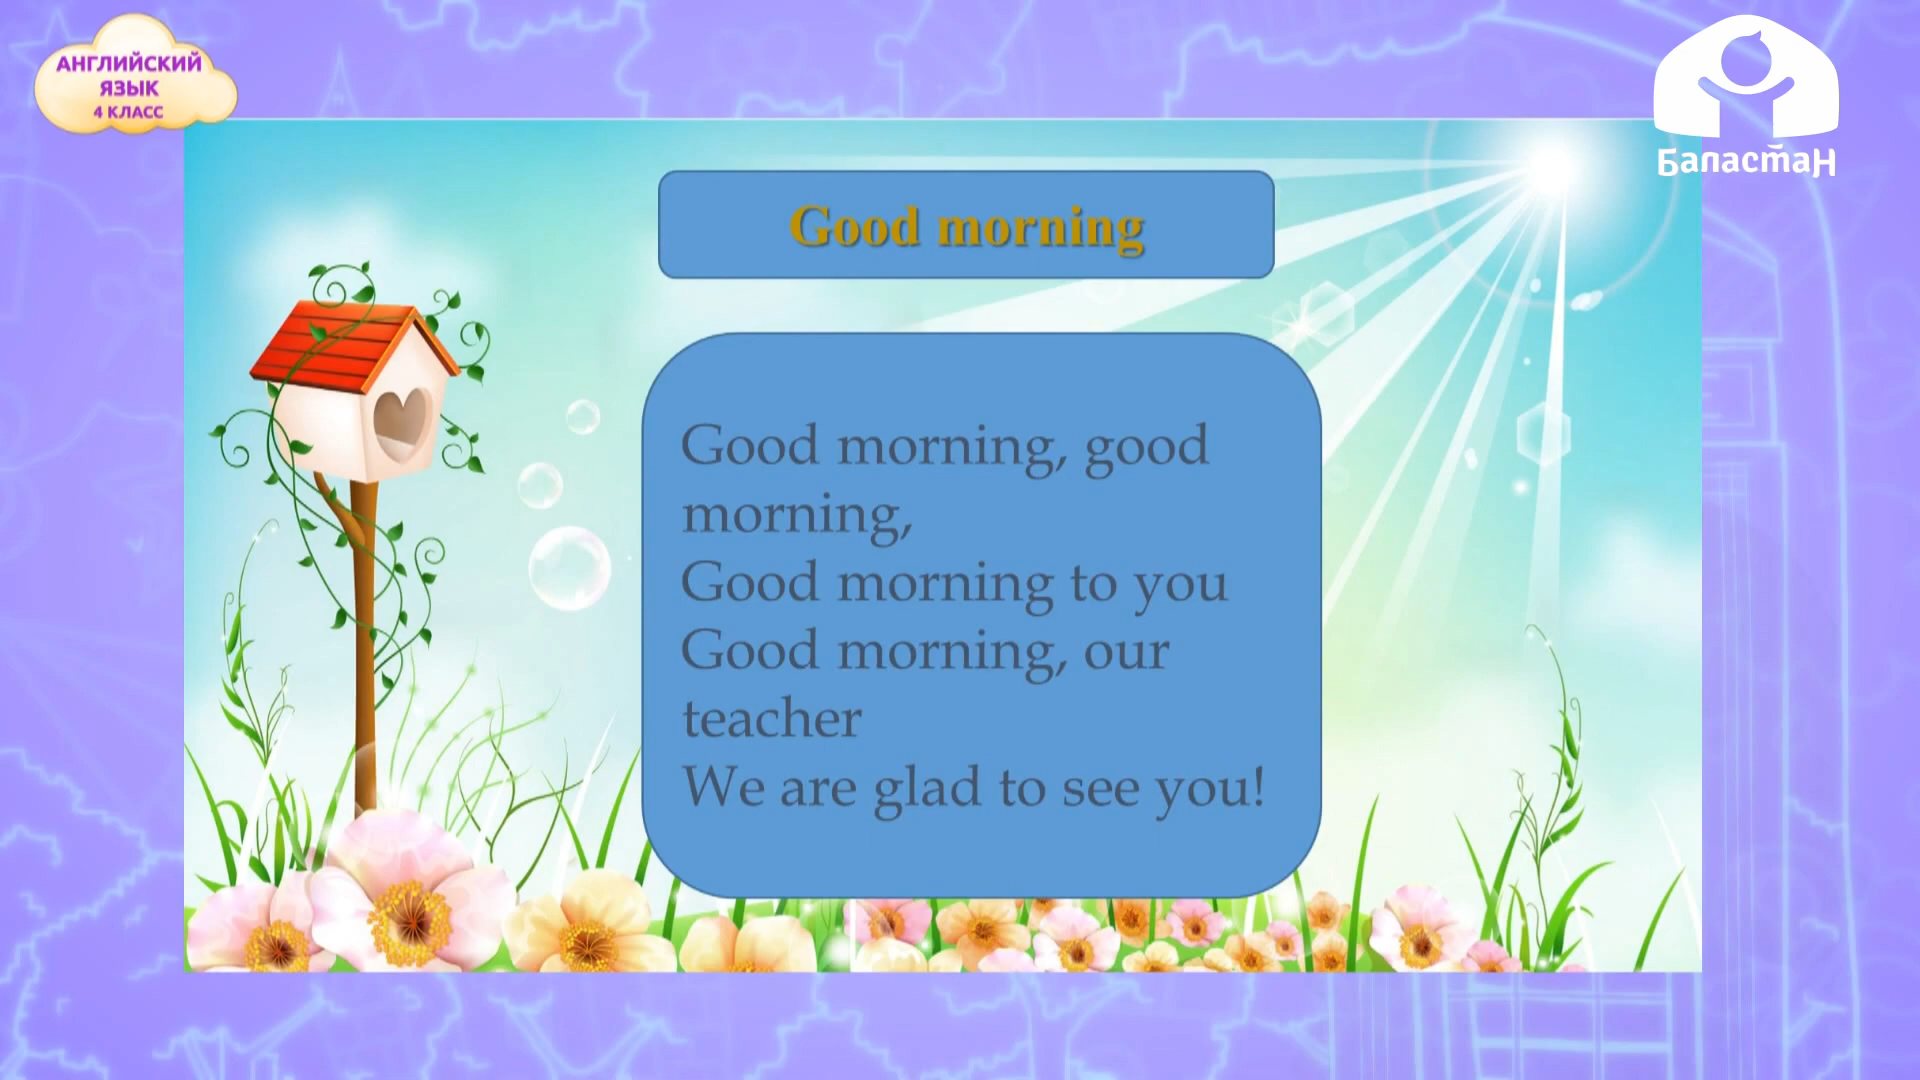 АНГЛИЙСКИЙ
ЯЗЫК
4 КЛАСС
Баластан
Good morning
Good morning, good
morning,
Good morning to you
Good morning, our
teacher
We are glad to see you!